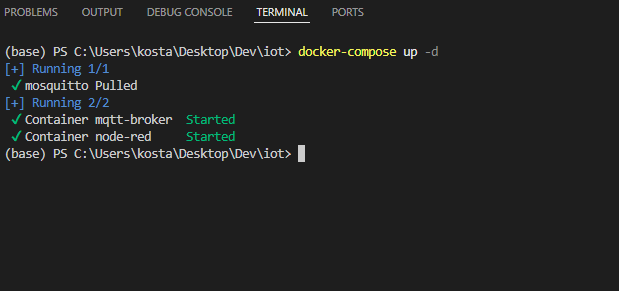 PROBLEMS OUTPUT DEBUG CONSOLE TERMINAL PORTS
(base) PS C:\Users\kosta\Desktop\Dev\iot> docker-compose up -d
[+] Running 1/1
✓ mosquitto Pulled
[+] Running 2/2
✓ Container mqtt-broker Started
✓ Container node-red Started
(base) PS C:\Users\kosta\Desktop\Dev\iot>